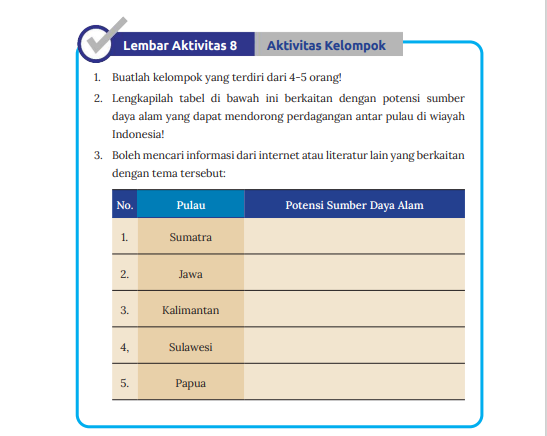 Lembar Aktivitas 8 Aktivitas Kelompok
1. Buatlah kelompok yang terdiri dari 4-5 orang!
2. Lengkapilah tabel di bawah ini berkaitan dengan potensi sumber
daya alam yang dapat mendorong perdagangan antar pulau di wiayah
Indonesia!
3. Boleh mencari informasi dari internet atau literatur lain yang berkaitan
dengan tema tersebut:
No. Pulau Potensi Sumber Daya Alam
1. Sumatra
2. Jawa
3. Kalimantan
4, Sulawesi
5. Papua